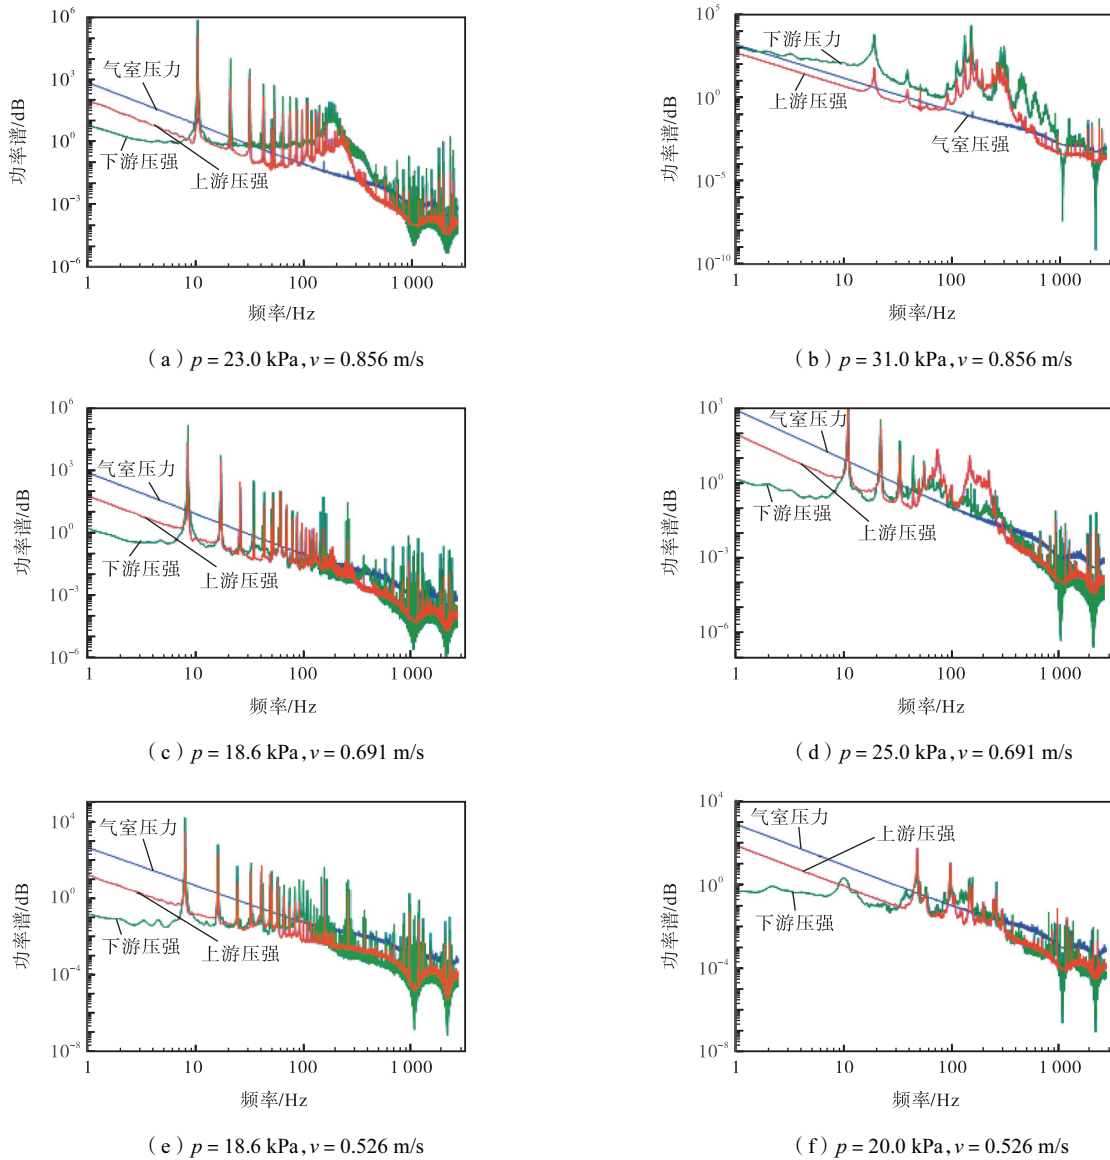 10^6
10^3
10^0
10^-3
10^-6
功率谱/dB
气室压力
下游压强
上游压强
1
10
100
1 000
频率/Hz
(a) p = 23.0 kPa, v = 0.856 m/s
10^5
10^0
10^-5
10^-10
功率谱/dB
下游压力
上游压强
气室压强
1
10
100
1 000
频率/Hz
(b) p = 31.0 kPa, v = 0.856 m/s
10^6
10^3
10^0
10^-3
10^-6
功率谱/dB
气室压力
下游压强
上游压强
1
10
100
1 000
频率/Hz
(c) p = 18.6 kPa, v = 0.691 m/s
10^3
10^0
10^-3
10^-6
功率谱/dB
气室压力
下游压强
上游压强
1
10
100
1 000
频率/Hz
(d) p = 25.0 kPa, v = 0.691 m/s
10^4
10^0
10^-4
10^-8
功率谱/dB
气室压力
下游压强
上游压强
1
10
100
1 000
频率/Hz
(e) p = 18.6 kPa, v = 0.526 m/s
10^4
10^0
10^-4
10^-8
功率谱/dB
气室压力
上游压强
下游压强
1
10
100
1 000
频率/Hz
(f) p = 20.0 kPa, v = 0.526 m/s